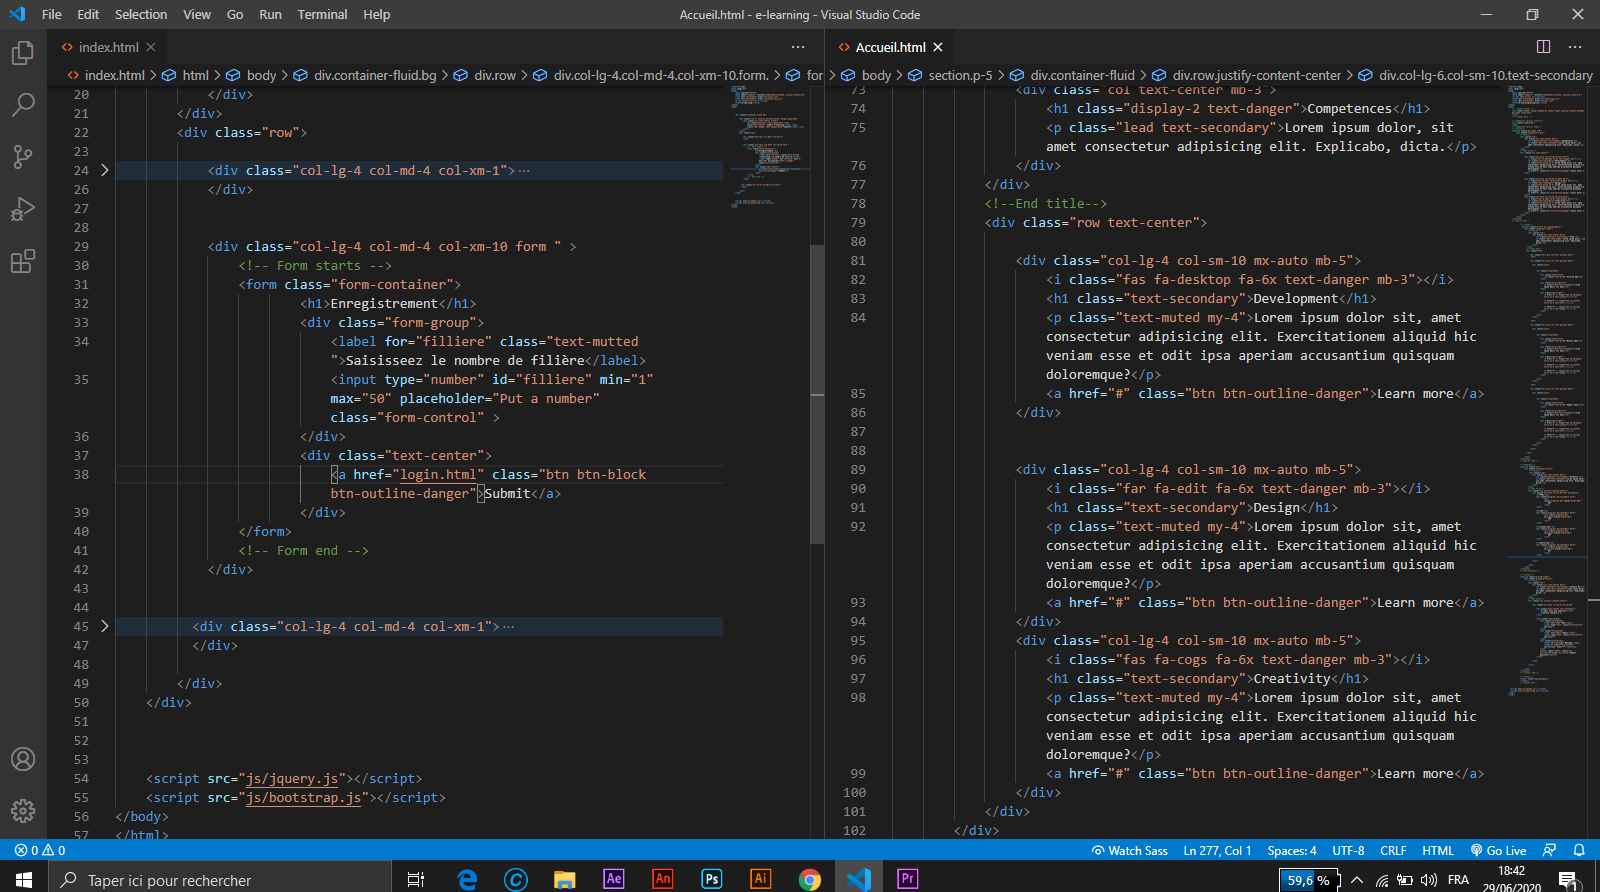 File Edit Selection View Go Run Terminal Help
Accueil.html - e-learning - Visual Studio Code
index.html
index.html > html > body > div.container-fluid.bg > div.row > div.col-lg-4.col-md-4.col-xm-10.form. > for
20 </div>
21 </div>
22 <div class="row">
23
24 <div class="col-lg-4 col-md-4 col-xm-1">···
26 </div>
27
28
29 <div class="col-lg-4 col-md-4 col-xm-10 form " >
30 <!-- Form starts -->
31 <form class="form-container">
32 <h1>Enregistrement</h1>
33 <div class="form-group">
34 <label for="filliere" class="text-mutted
">Saisisseez le nombre de filière</label>
35 <input type="number" id="filliere" min="1"
max="50" placeholder="Put a number"
class="form-control" >
36 </div>
37 <div class="text-center">
38 <a href="login.html" class="btn btn-block
btn-outline-danger">Submit</a>
39 </div>
40 </form>
41 <!-- Form end -->
42 </div>
43
44
45 <div class="col-lg-4 col-md-4 col-xm-1">···
47 </div>
48
49 </div>
50 </div>
51
52
53
54 <script src="js/jquery.js"></script>
55 <script src="js/bootstrap.js"></script>
56 </body>
57 </html>
Accueil.html
> body > section.p-5 > div.container-fluid > div.row.justify-content-center > div.col-lg-6.col-sm-10.text-secondary
73 <div class="col text-center mb-3">
74 <h1 class="display-2 text-danger">Competences</h1>
75 <p class="lead text-secondary">Lorem ipsum dolor, sit
amet consectetur adipisicing elit. Explicabo, dicta.</p>
76 </div>
77 </div>
78 <!--End title-->
79 <div class="row text-center">
80
81 <div class="col-lg-4 col-sm-10 mx-auto mb-5">
82 <i class="fas fa-desktop fa-6x text-danger mb-3"></i>
83 <h1 class="text-secondary">Development</h1>
84 <p class="text-muted my-4">Lorem ipsum dolor sit, amet
consectetur adipisicing elit. Exercitationem aliquid hic
veniam esse et odit ipsa aperiam accusantium quisquam
doloremque?</p>
85 <a href="#" class="btn btn-outline-danger">Learn more</a>
86 </div>
87
88
89 <div class="col-lg-4 col-sm-10 mx-auto mb-5">
90 <i class="far fa-edit fa-6x text-danger mb-3"></i>
91 <h1 class="text-secondary">Design</h1>
92 <p class="text-muted my-4">Lorem ipsum dolor sit, amet
consectetur adipisicing elit. Exercitationem aliquid hic
veniam esse et odit ipsa aperiam accusantium quisquam
doloremque?</p>
93 <a href="#" class="btn btn-outline-danger">Learn more</a>
94 </div>
95 <div class="col-lg-4 col-sm-10 mx-auto mb-5">
96 <i class="fas fa-cogs fa-6x text-danger mb-3"></i>
97 <h1 class="text-secondary">Creativity</h1>
98 <p class="text-muted my-4">Lorem ipsum dolor sit, amet
consectetur adipisicing elit. Exercitationem aliquid hic
veniam esse et odit ipsa aperiam accusantium quisquam
doloremque?</p>
99 <a href="#" class="btn btn-outline-danger">Learn more</a>
100 </div>
101 </div>
102 </div>
0 0
Watch Sass Ln 277, Col 1 Spaces: 4 UTF-8 CRLF HTML Go Live
Taper ici pour rechercher
Ae An Ps Ai Pr
59,6 %
FRA
18:42
29/06/2020
1